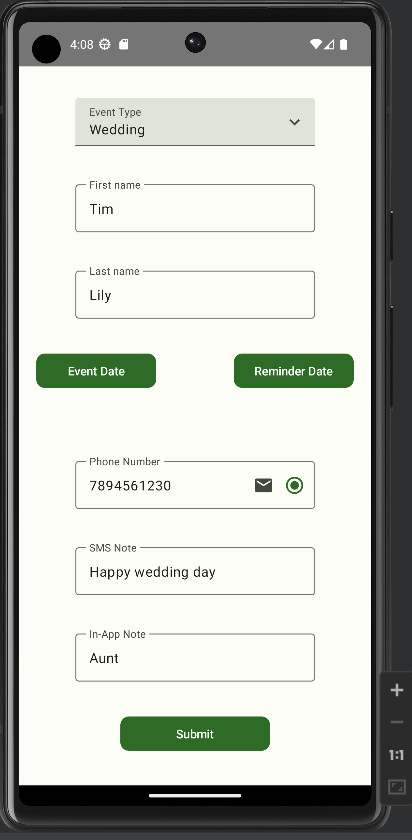 4:08
Event Type
Wedding
First name
Tim
Last name
Lily
Event Date
Reminder Date
Phone Number
7894561230
SMS Note
Happy wedding day
In-App Note
Aunt
Submit
1:1